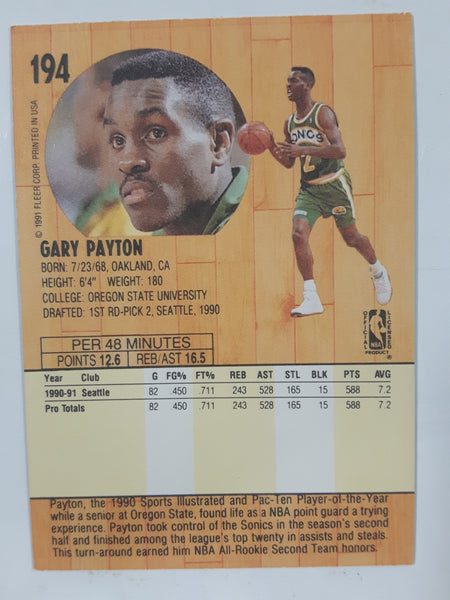 194
© 1991 FLEER CORP. PRINTED IN USA
SONICS
2
GARY PAYTON
BORN: 7/23/68, OAKLAND, CA
HEIGHT: 6'4" WEIGHT: 180
COLLEGE: OREGON STATE UNIVERSITY
DRAFTED: 1ST RD-PICK 2, SEATTLE, 1990
OFFICIAL LICENSED
NBA
PRODUCT
PER 48 MINUTES
POINTS 12.6 REB/AST 16.5
Year Club G FG% FT% REB AST STL BLK PTS AVG
1990-91 Seattle 82 .450 .711 243 528 165 15 588 7.2
Pro Totals 82 .450 .711 243 528 165 15 588 7.2
Payton, the 1990 Sports Illustrated and Pac-Ten Player-of-the-Year
while a senior at Oregon State, found life as a NBA point guard a trying
experience. Payton took control of the Sonics in the season's second
half and finished among the league's top twenty in assists and steals.
This turn-around earned him NBA All-Rookie Second Team honors.